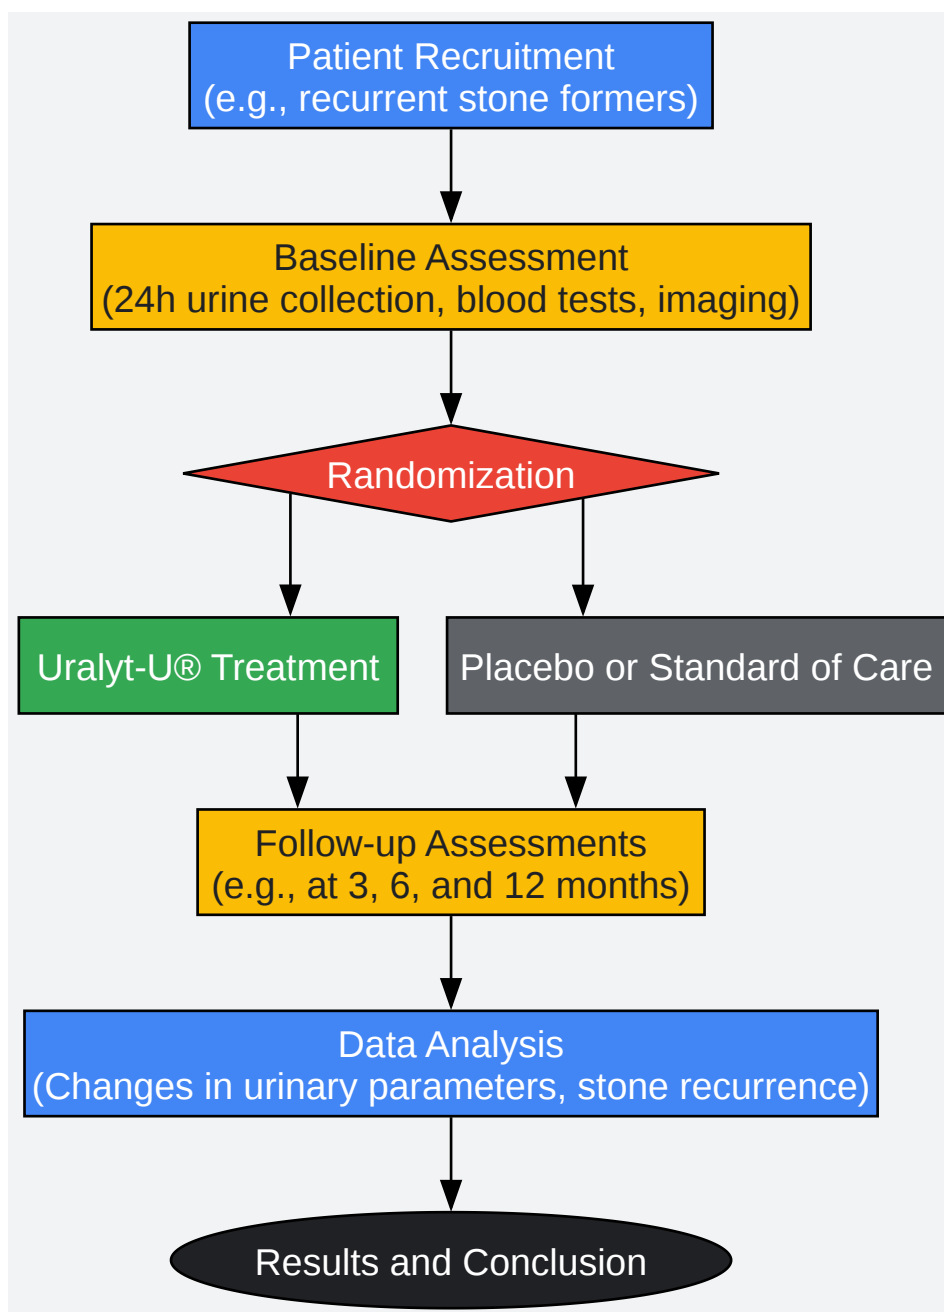 Patient Recruitment
(e.g., recurrent stone formers)
Baseline Assessment
(24h urine collection, blood tests, imaging)
Randomization
Uralyt-U® Treatment
Placebo or Standard of Care
Follow-up Assessments
(e.g., at 3, 6, and 12 months)
Data Analysis
(Changes in urinary parameters, stone recurrence)
Results and Conclusion